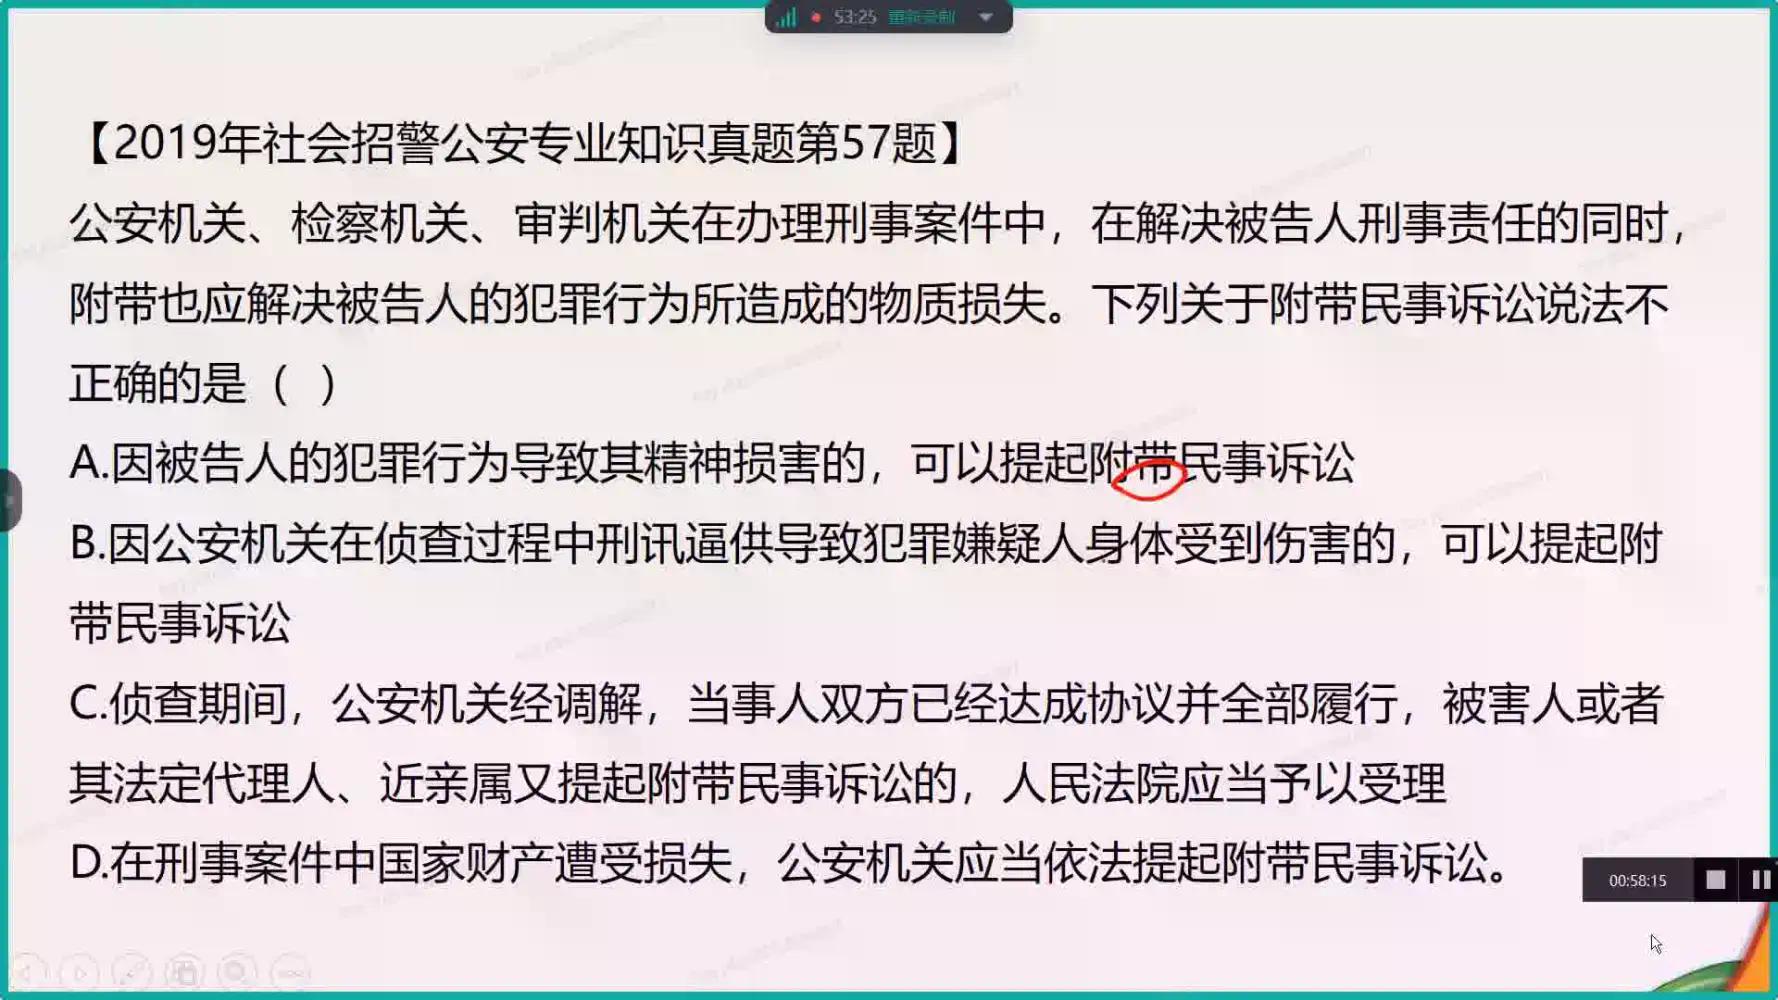 53:25 重新录制
【2019年社会招警公安专业知识真题第57题】
公安机关、检察机关、审判机关在办理刑事案件中，在解决被告人刑事责任的同时，
附带也应解决被告人的犯罪行为所造成的物质损失。下列关于附带民事诉讼说法不
正确的是（ ）
A.因被告人的犯罪行为导致其精神损害的，可以提起附带民事诉讼
B.因公安机关在侦查过程中刑讯逼供导致犯罪嫌疑人身体受到伤害的，可以提起附
带民事诉讼
C.侦查期间，公安机关经调解，当事人双方已经达成协议并全部履行，被害人或者
其法定代理人、近亲属又提起附带民事诉讼的，人民法院应当予以受理
D.在刑事案件中国家财产遭受损失，公安机关应当依法提起附带民事诉讼。
00:58:15